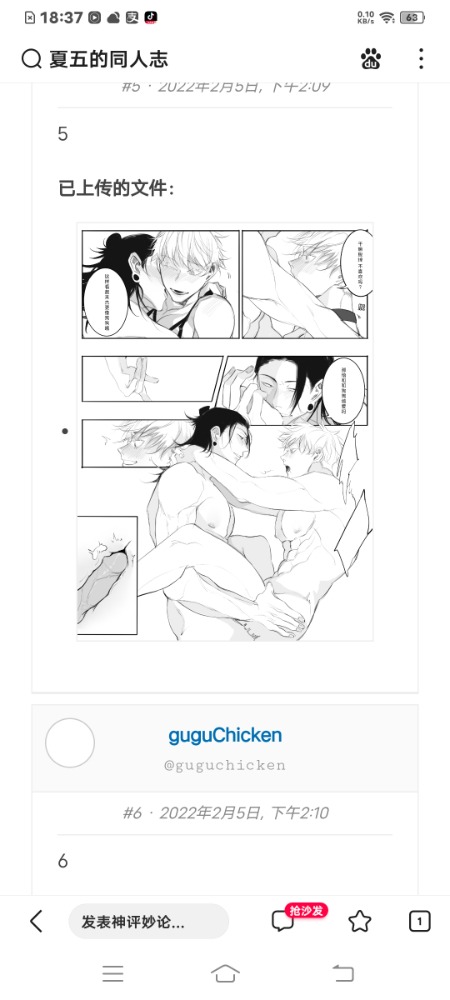 18:37
0.10
KB/s
63
夏五的同人志
du
#5 · 2022年2月5日, 下午2:09
5
已上传的文件:
guguChicken
@guguchicken
#6 · 2022年2月5日, 下午2:10
6
发表神评妙论...
抢沙发
1